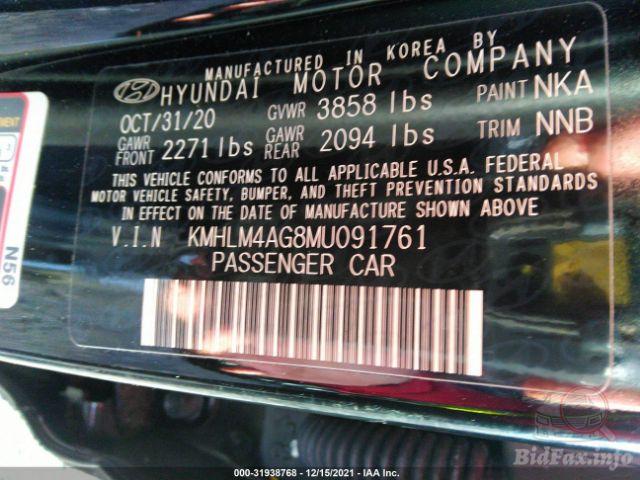 MANUFACTURED IN KOREA BY
HYUNDAI MOTOR COMPANY
OCT/31/20 GVWR 3858 lbs PAINT NKA
GAWR FRONT 2271 lbs GAWR REAR 2094 lbs TRIM NNB
THIS VEHICLE CONFORMS TO ALL APPLICABLE U.S.A. FEDERAL
MOTOR VEHICLE SAFETY, BUMPER, AND THEFT PREVENTION STANDARDS
IN EFFECT ON THE DATE OF MANUFACTURE SHOWN ABOVE
V.I.N KMHLM4AG8MU091761
PASSENGER CAR
N56
© 31938768 - 12/15/2021 - IAA Inc.
BidFax.info